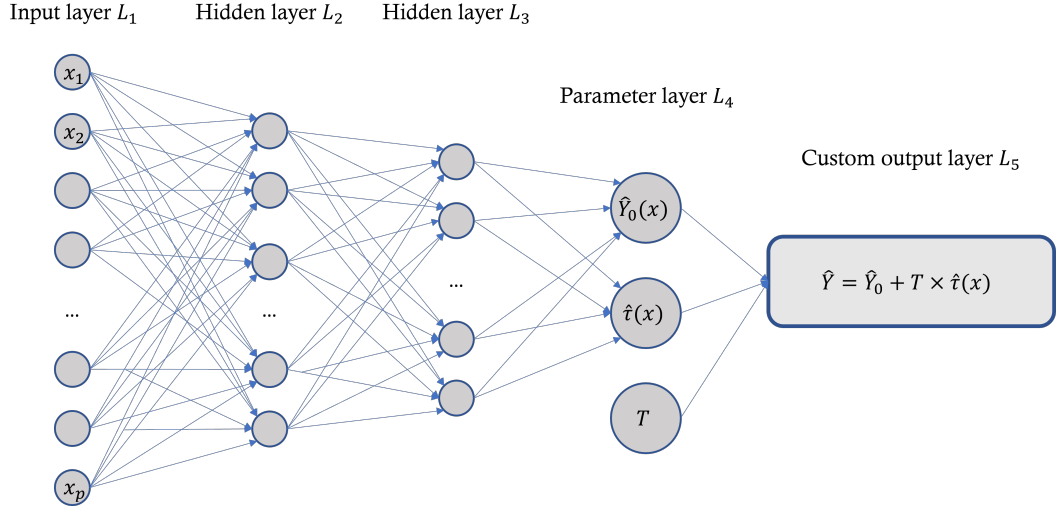 Input layer L₁
Hidden layer L₂
Hidden layer L₃
Parameter layer L₄
Custom output layer L₅
x₁
x₂
...
xₚ
...
...
Ŷ₀(x)
τ̂(x)
T
Ŷ = Ŷ₀ + T × τ̂(x)